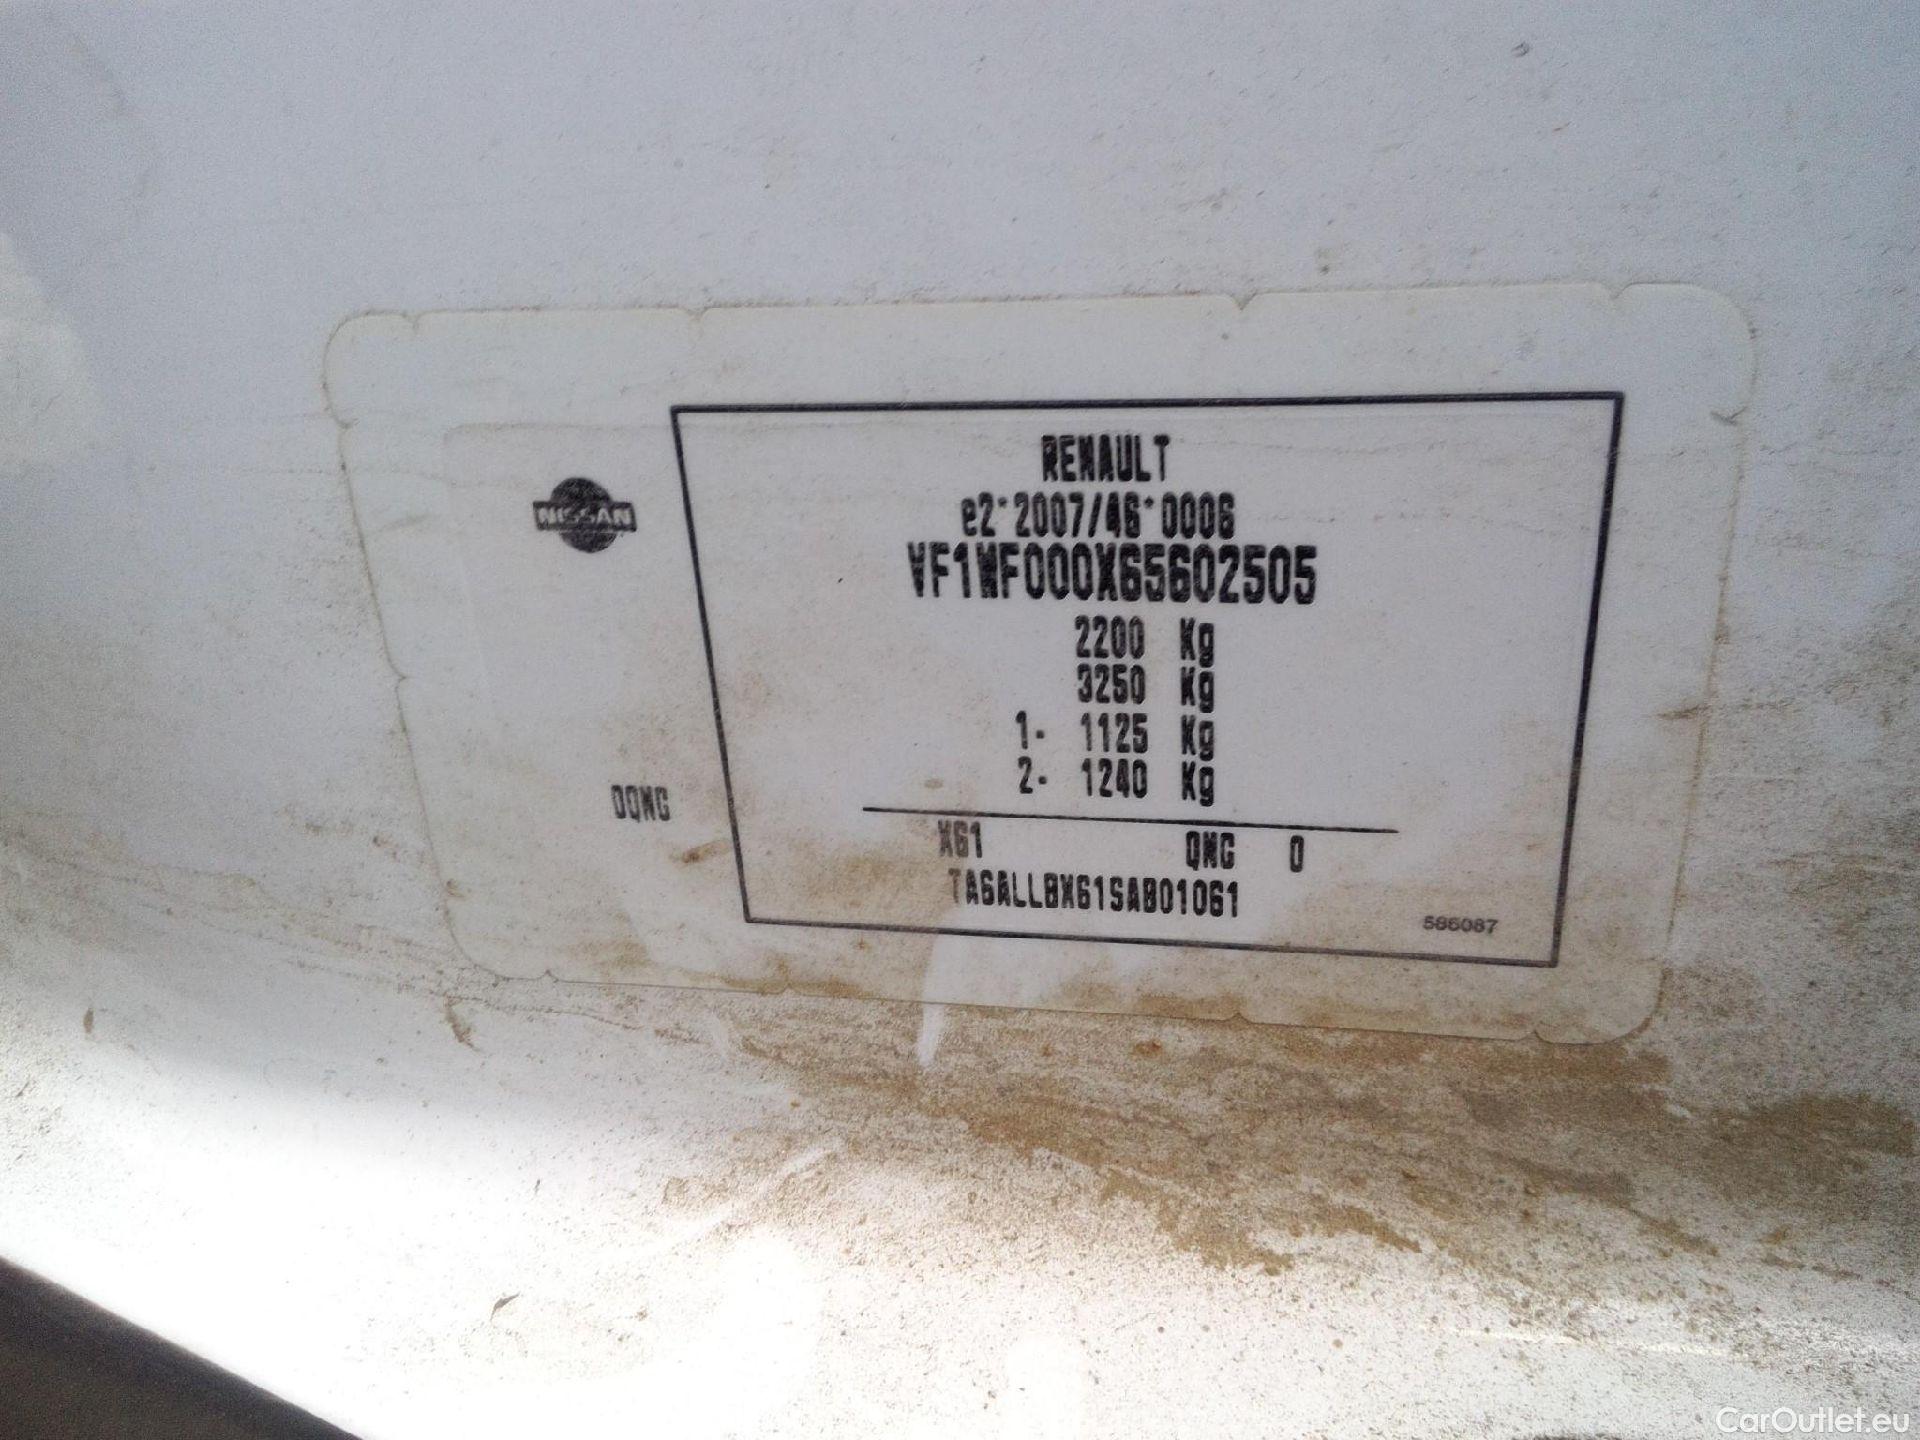 NISSAN
RENAULT
e2*2007/46*0006
VF1WF000X65602505
2200 Kg
3250 Kg
1- 1125 Kg
2- 1240 Kg
DQNG
X61 QNG 0
TA6ALLBX61SAB01061
586087
CarOutlet.eu